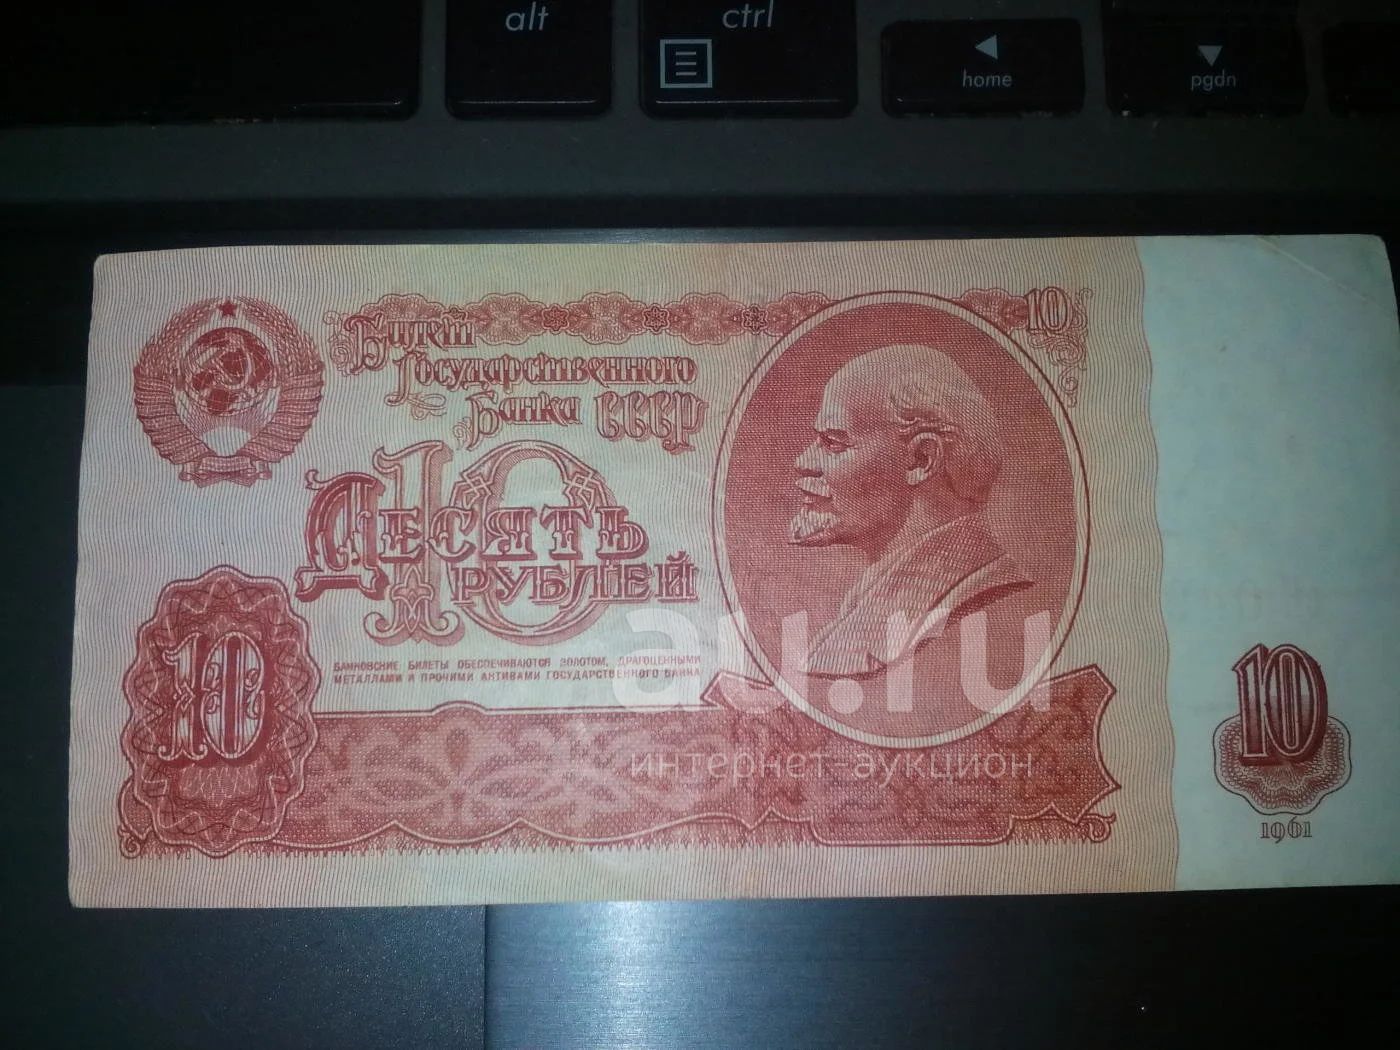 alt
ctrl
home
pgdn
Билет
Государственного
Банка СССР
10
10
Десять
рублей
БАНКОВСКИЕ БИЛЕТЫ ОБЕСПЕЧИВАЮТСЯ ЗОЛОТОМ, ДРАГОЦЕННЫМИ
МЕТАЛЛАМИ И ПРОЧИМИ АКТИВАМИ ГОСУДАРСТВЕННОГО БАНКА
10
10
1961
au.ru
интернет-аукцион